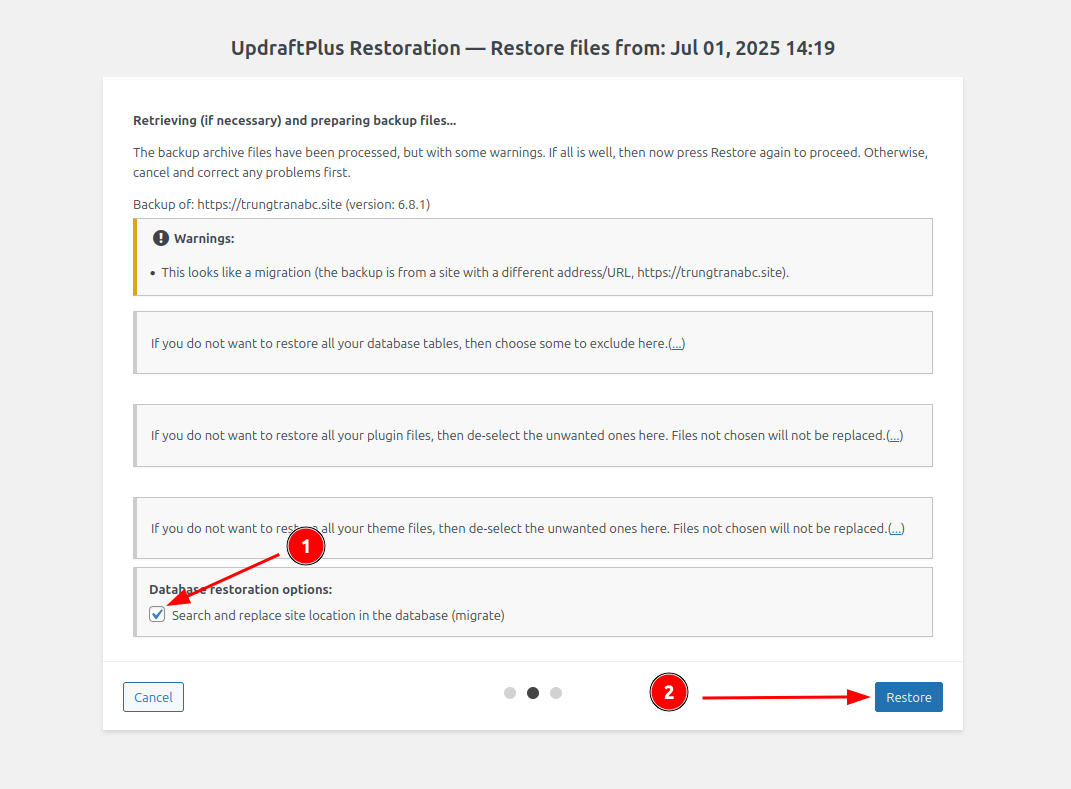 UpdraftPlus Restoration — Restore files from: Jul 01, 2025 14:19
Retrieving (if necessary) and preparing backup files...
The backup archive files have been processed, but with some warnings. If all is well, then now press Restore again to proceed. Otherwise,
cancel and correct any problems first.
Backup of: https://trungtranabc.site (version: 6.8.1)
Warnings:
• This looks like a migration (the backup is from a site with a different address/URL, https://trungtranabc.site).
If you do not want to restore all your database tables, then choose some to exclude here.(...)
If you do not want to restore all your plugin files, then de-select the unwanted ones here. Files not chosen will not be replaced.(...)
If you do not want to restore all your theme files, then de-select the unwanted ones here. Files not chosen will not be replaced.(...)
1
Database restoration options:
Search and replace site location in the database (migrate)
Cancel
2
Restore